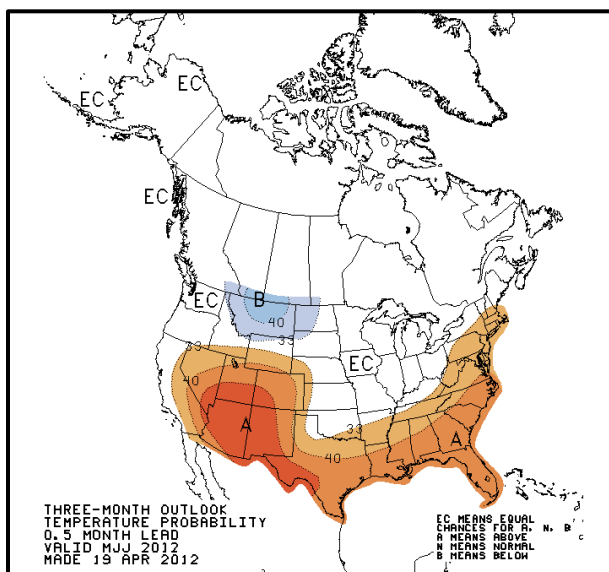 EC
EC
EC
EC
B
40
33
33
40
EC
A
33
40
A
THREE-MONTH OUTLOOK
TEMPERATURE PROBABILITY
0.5 MONTH LEAD
VALID MJJ 2012
MADE 19 APR 2012
EC MEANS EQUAL
CHANCES FOR A, N, B
A MEANS ABOVE
N MEANS NORMAL
B MEANS BELOW